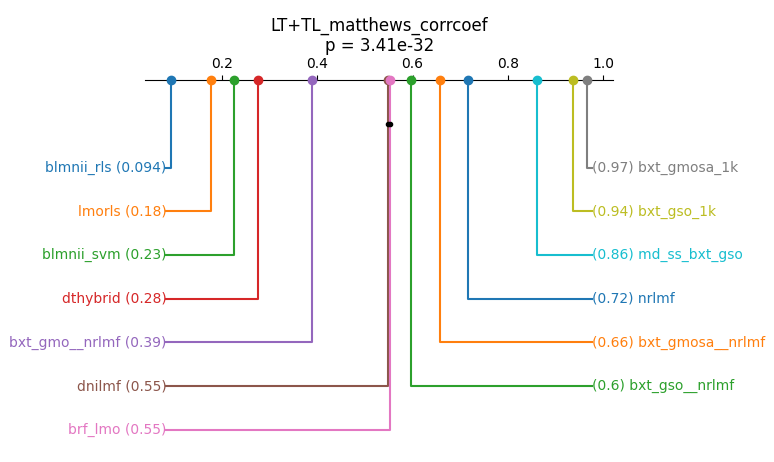 LT+TL_matthews_corrcoef
p = 3.41e-32
0.2 0.4 0.6 0.8 1.0
blmnii_rls (0.094) (0.97) bxt_gmosa_1k
lmorls (0.18) (0.94) bxt_gso_1k
blmnii_svm (0.23) (0.86) md_ss_bxt_gso
dthybrid (0.28) (0.72) nrlmf
bxt_gmo__nrlmf (0.39) (0.66) bxt_gmosa__nrlmf
dnilmf (0.55) (0.6) bxt_gso__nrlmf
brf_lmo (0.55)